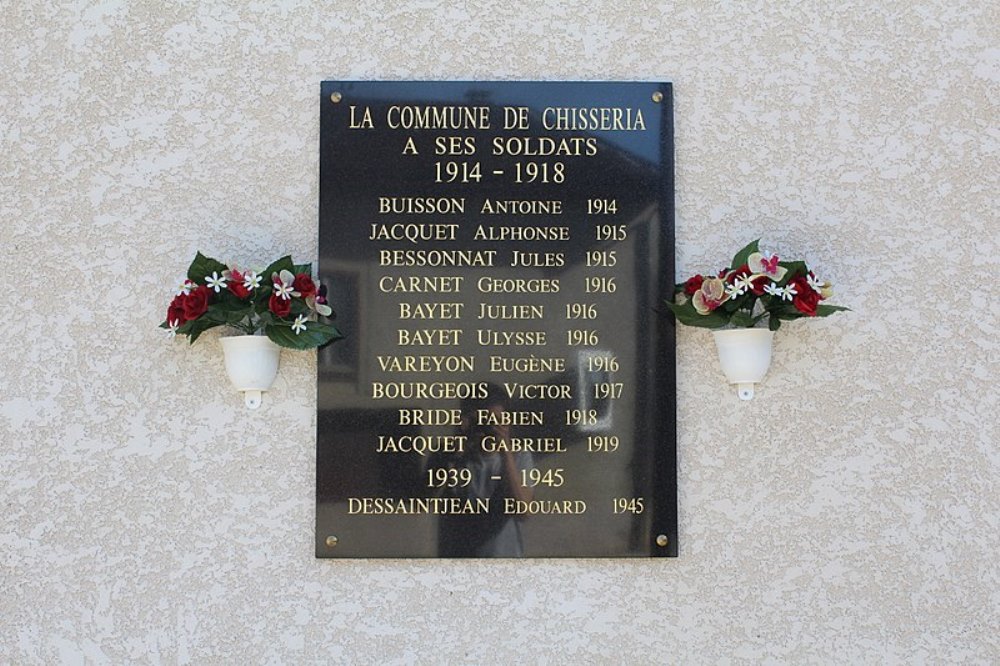 LA COMMUNE DE CHISSERIA
A SES SOLDATS
1914 - 1918
BUISSON ANTOINE 1914
JACQUET ALPHONSE 1915
BESSONNAT JULES 1915
CARNET GEORGES 1916
BAYET JULIEN 1916
BAYET ULYSSE 1916
VAREYON EUGÈNE 1916
BOURGEOIS VICTOR 1917
BRIDE FABIEN 1918
JACQUET GABRIEL 1919
1939 - 1945
DESSAINTJEAN EDOUARD 1945